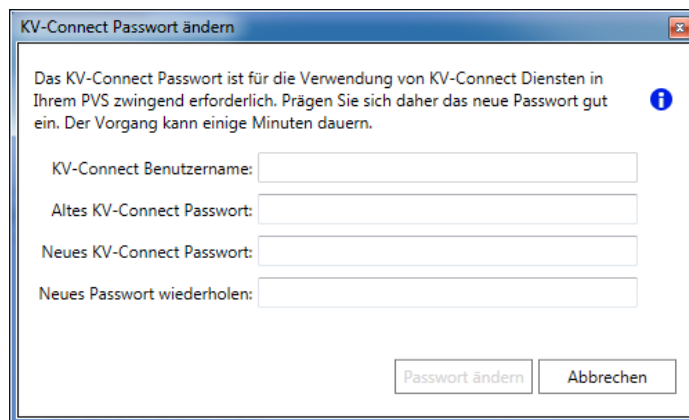 KV-Connect Passwort ändern
Das KV-Connect Passwort ist für die Verwendung von KV-Connect Diensten in
Ihrem PVS zwingend erforderlich. Prägen Sie sich daher das neue Passwort gut
ein. Der Vorgang kann einige Minuten dauern.
KV-Connect Benutzername:
Altes KV-Connect Passwort:
Neues KV-Connect Passwort:
Neues Passwort wiederholen:
Passwort ändern Abbrechen